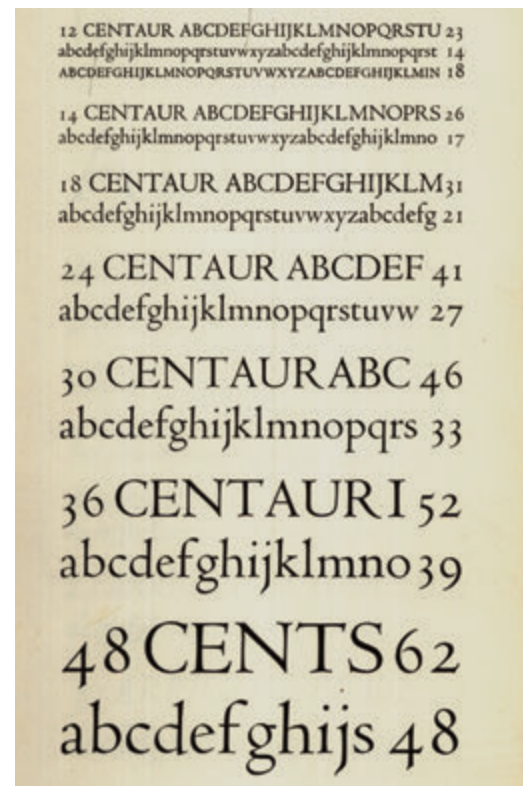 12 CENTAUR ABCDEFGHIJKLMNOPQRSTU 23
abcdefghijklmnopqrstuvwxyzabcdefghijklmnopqrst 14
ABCDEFGHIJKLMNOPQRSTUVWXYZABCDEFGHIJKLMIN 18
14 CENTAUR ABCDEFGHIJKLMNOPRS 26
abcdefghijklmnopqrstuvwxyzabcdefghijklmno 17
18 CENTAUR ABCDEFGHIJKLM 31
abcdefghijklmnopqrstuvwxyzabcdefg 21
24 CENTAUR ABCDEF 41
abcdefghijklmnopqrstuvw 27
30 CENTAUR ABC 46
abcdefghijklmnopqrs 33
36 CENTAUR I 52
abcdefghijklmno 39
48 CENTS 62
abcdefghijs 48